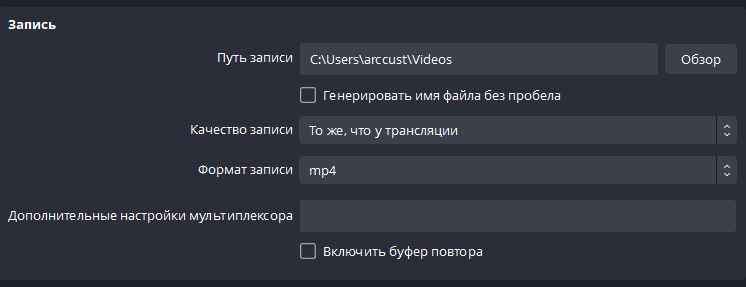 Запись
Путь записи C:\Users\arccust\Videos Обзор
Генерировать имя файла без пробела
Качество записи То же, что у трансляции
Формат записи mp4
Дополнительные настройки мультиплексора
Включить буфер повтора